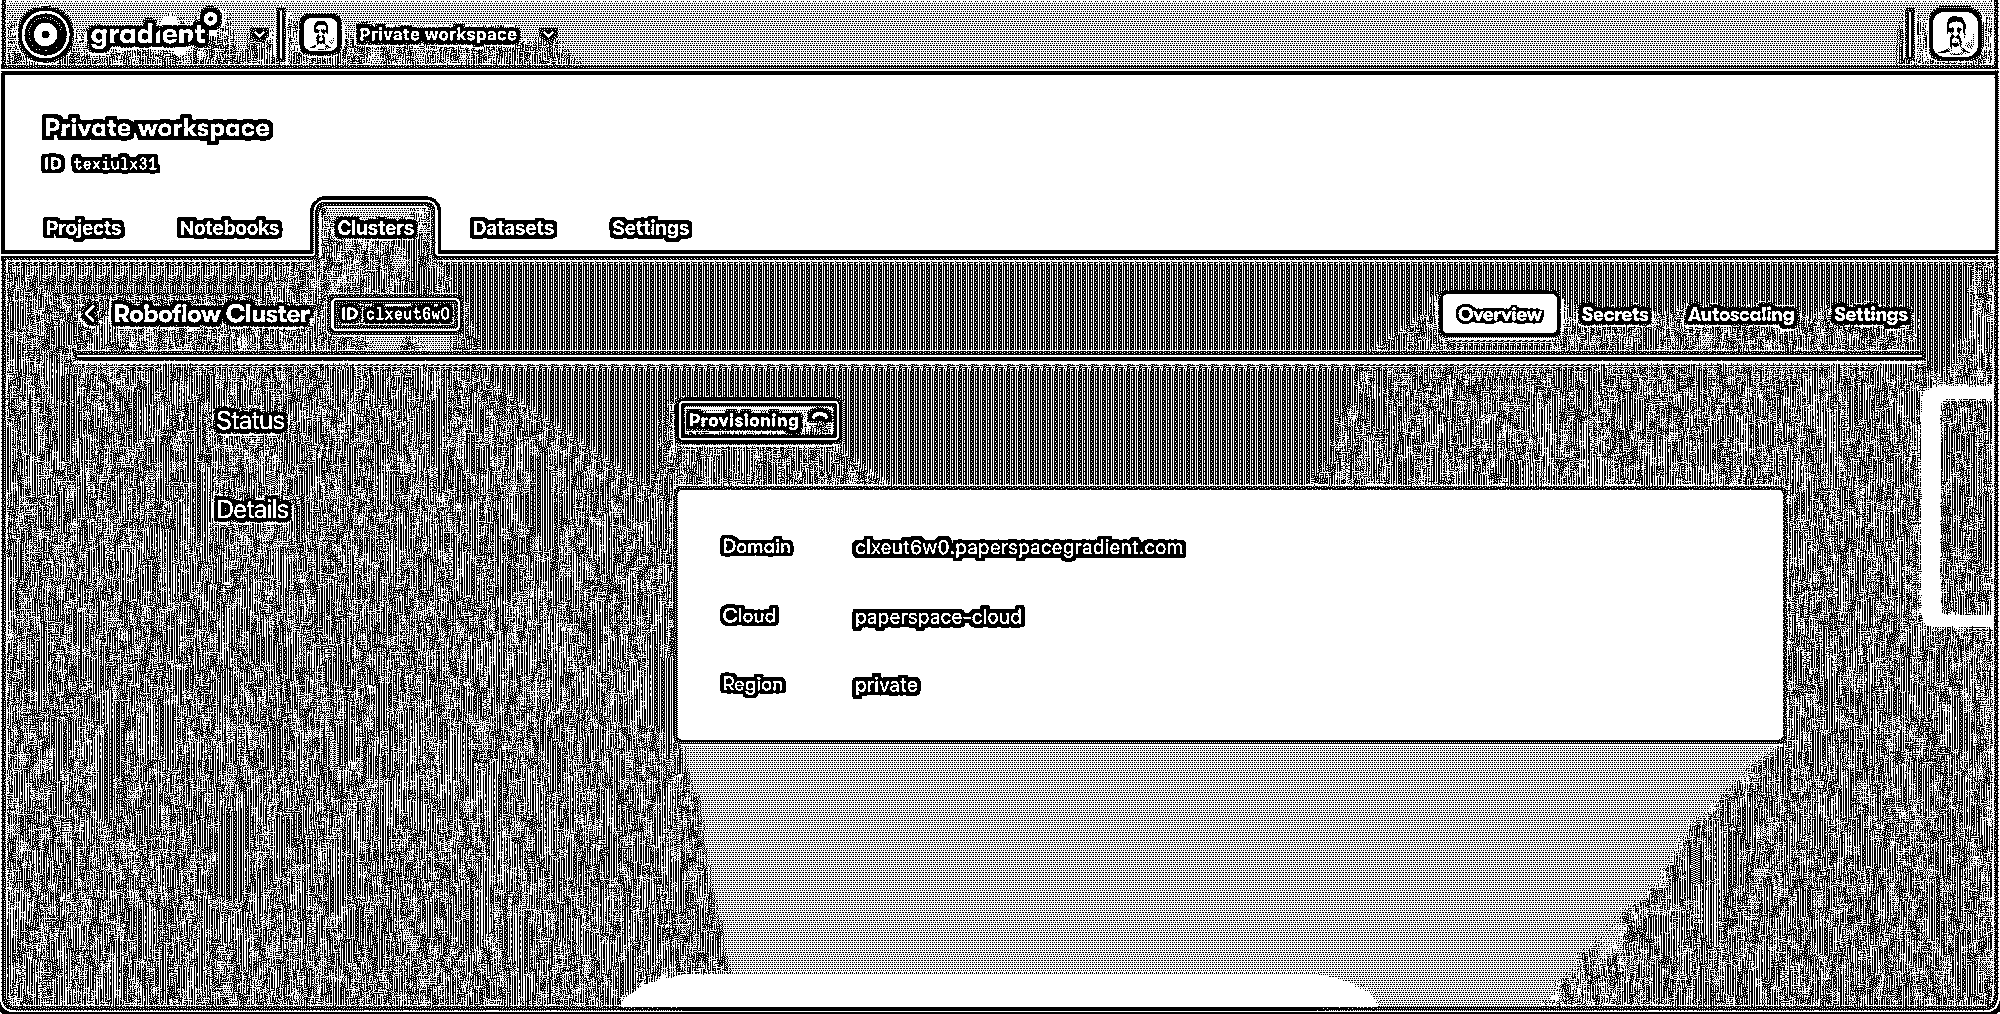 gradient
Private workspace
Private workspace
ID texiulx31
Projects Notebooks Clusters Datasets Settings
Roboflow Cluster ID clxeut6w0
Overview Secrets Autoscaling Settings
Status Provisioning
Details
Domain clxeut6w0.paperspacegradient.com
Cloud paperspace-cloud
Region private